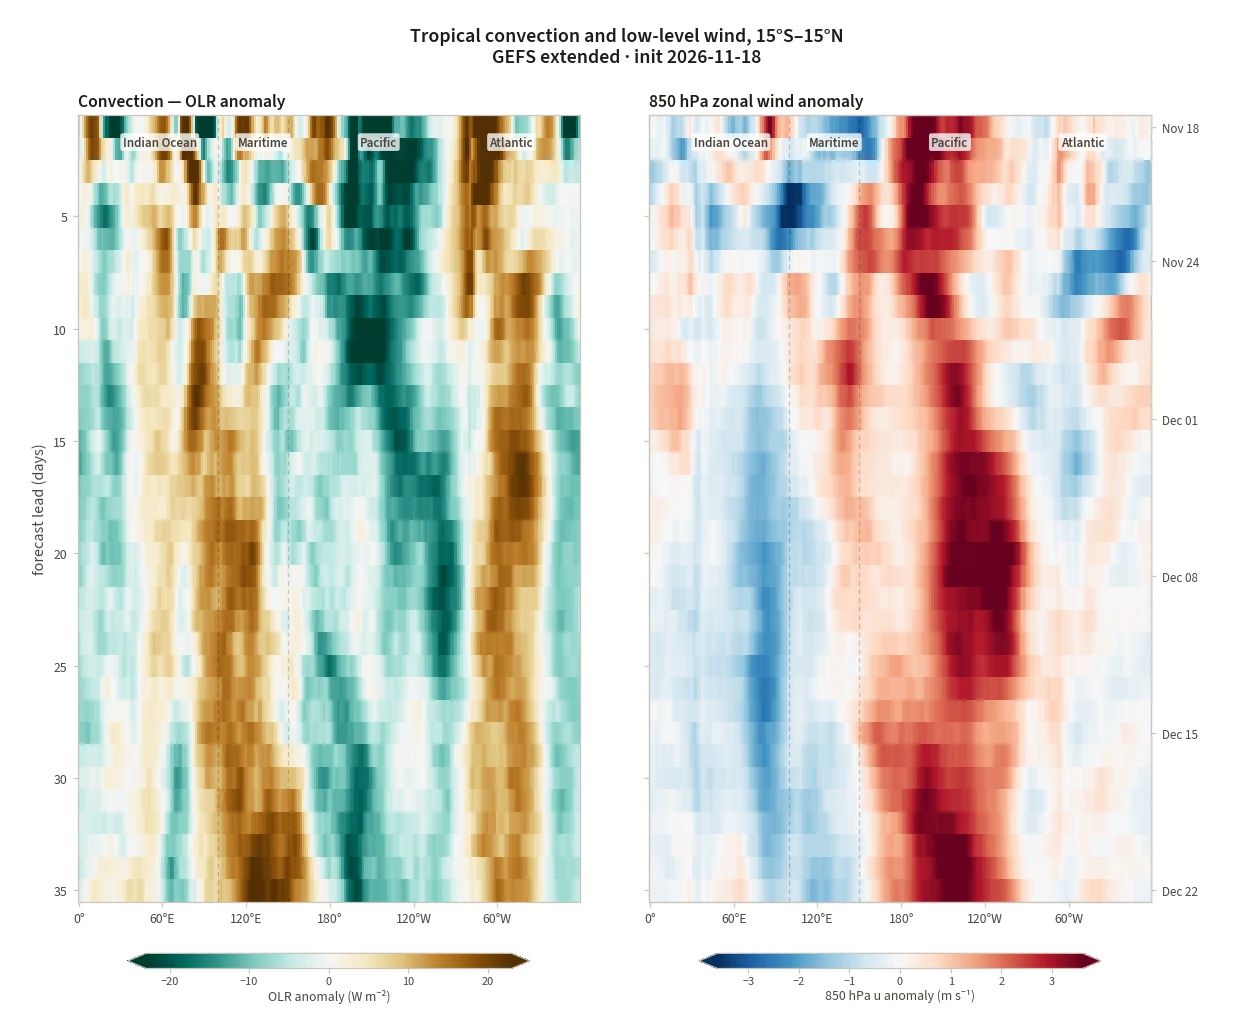 Tropical convection and low-level wind, 15°S–15°N
GEFS extended · init 2026-11-18
Convection — OLR anomaly
850 hPa zonal wind anomaly
Indian Ocean
Maritime
Pacific
Atlantic
Indian Ocean
Maritime
Pacific
Atlantic
forecast lead (days)
5
10
15
20
25
30
35
Nov 18
Nov 24
Dec 01
Dec 08
Dec 15
Dec 22
0°
60°E
120°E
180°
120°W
60°W
0°
60°E
120°E
180°
120°W
60°W
−20
−10
0
10
20
OLR anomaly (W m⁻²)
−3
−2
−1
0
1
2
3
850 hPa u anomaly (m s⁻¹)